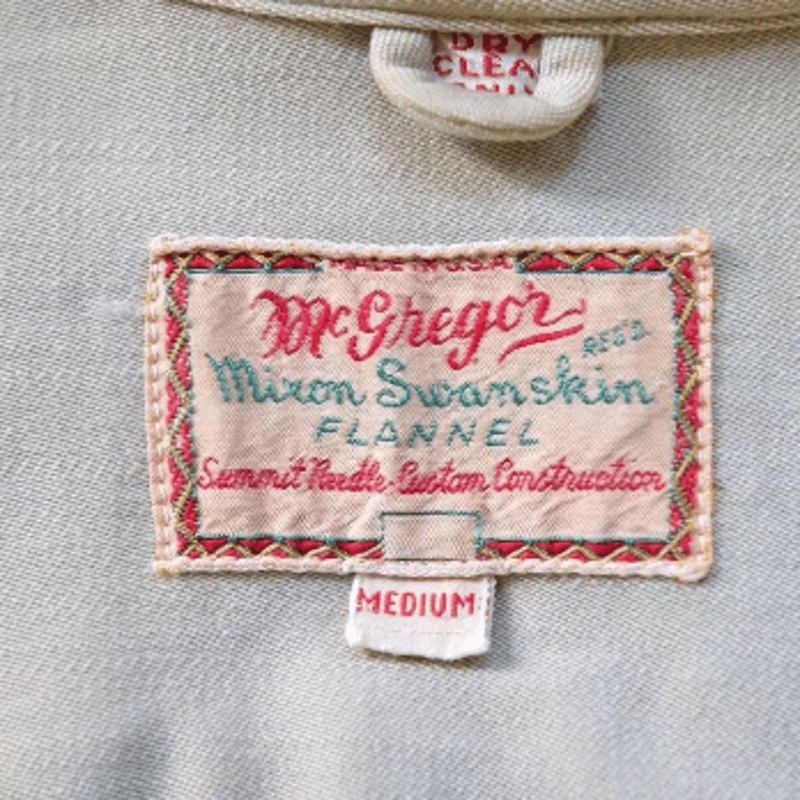 DRY
CLEA
MADE IN U.S.A.
McGregor
REG'D.
Miron Swanskin
FLANNEL
Summit Needle-Custom Construction
MEDIUM